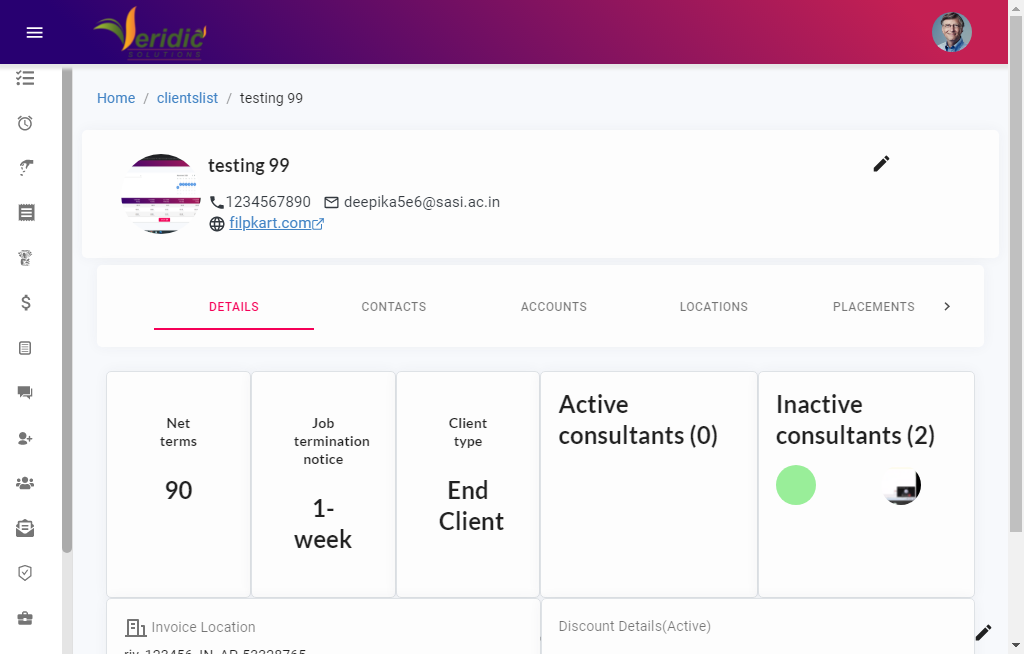 Veridic
SOLUTIONS
Home / clientslist / testing 99
testing 99
1234567890 deepika5e6@sasi.ac.in
filpkart.com
DETAILS CONTACTS ACCOUNTS LOCATIONS PLACEMENTS
Net
terms
90
Job
termination
notice
1-
week
Client
type
End
Client
Active
consultants (0)
Inactive
consultants (2)
Invoice Location
Discount Details(Active)